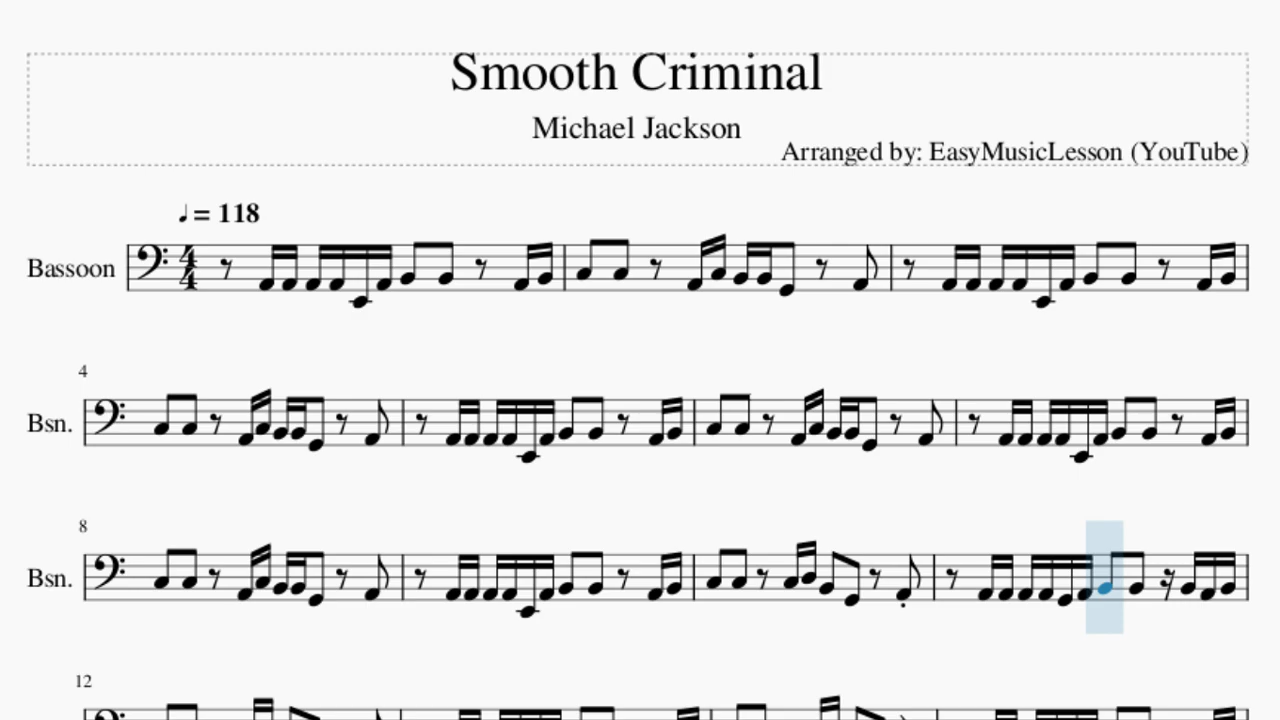 Smooth Criminal
Michael Jackson
Arranged by: EasyMusicLesson (YouTube)
♩ = 118
Bassoon
4
4
4
Bsn.
8
Bsn.
12